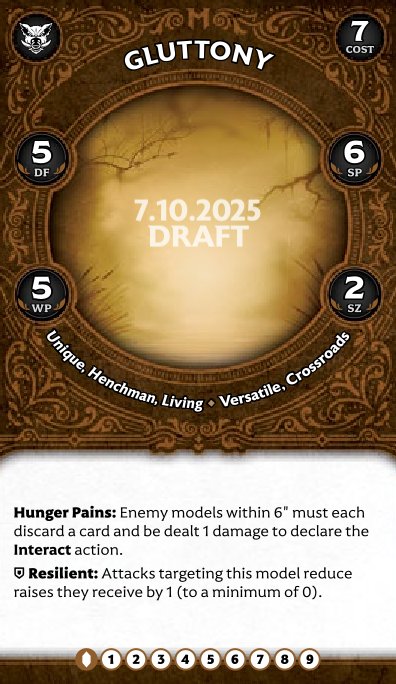 GLUTTONY
7
COST
5
DF
6
SP
7.10.2025
DRAFT
5
WP
2
SZ
Unique, Henchman, Living ◆ Versatile, Crossroads
Hunger Pains: Enemy models within 6" must each
discard a card and be dealt 1 damage to declare the
Interact action.
Resilient: Attacks targeting this model reduce
raises they receive by 1 (to a minimum of 0).
1 2 3 4 5 6 7 8 9